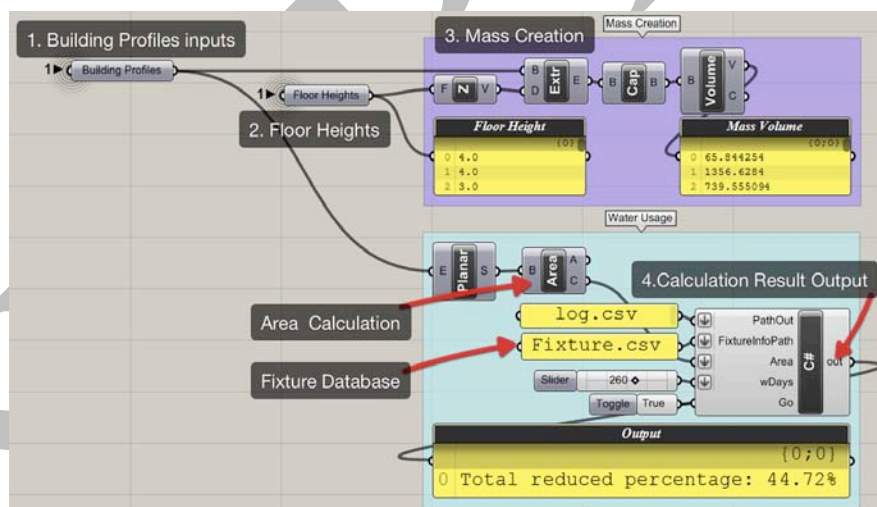 Mass Creation
1. Building Profiles inputs
3. Mass Creation
1 Building Profiles
B
D
Extr
E
B
Cap
B
B
Volume
V
C
1 Floor Heights
F
Z
V
2. Floor Heights
Floor Height
{0}
0 4.0
1 4.0
2 3.0
Mass Volume
{0;0}
0 65.844254
1 1356.6284
2 739.555094
Water Usage
E
Planar
S
B
Area
A
C
4.Calculation Result Output
Area Calculation
log.csv
PathOut
Fixture.csv
FixtureInfoPath
Area
C#
out
Fixture Database
Slider 260
wDays
Toggle True
Go
Output
{0;0}
0 Total reduced percentage: 44.72%